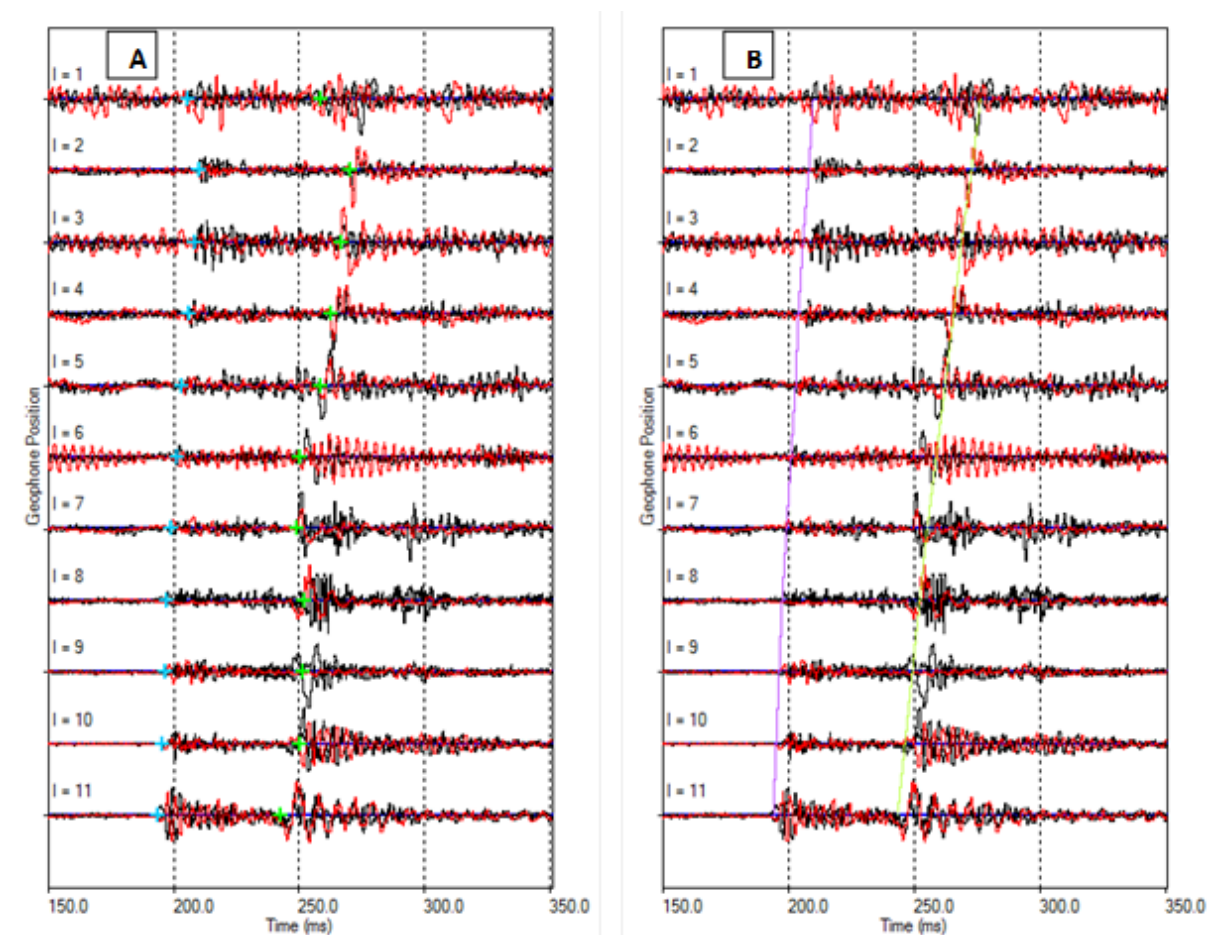 A
I = 1
I = 2
I = 3
I = 4
I = 5
I = 6
I = 7
I = 8
I = 9
I = 10
I = 11
Geophone Position
150.0 200.0 250.0 300.0 350.0
Time (ms)
B
I = 1
I = 2
I = 3
I = 4
I = 5
I = 6
I = 7
I = 8
I = 9
I = 10
I = 11
Geophone Position
150.0 200.0 250.0 300.0 350.0
Time (ms)